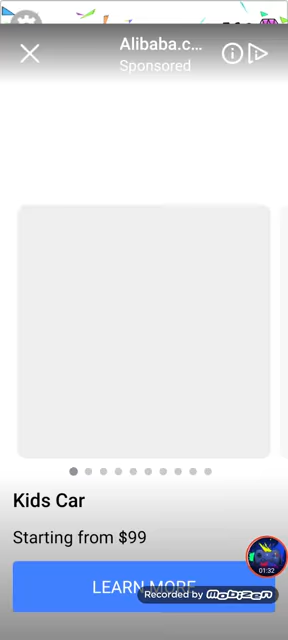 Alibaba.c...
Sponsored
Kids Car
Starting from $99
LEARN MORE
01:32
Recorded by mobizen